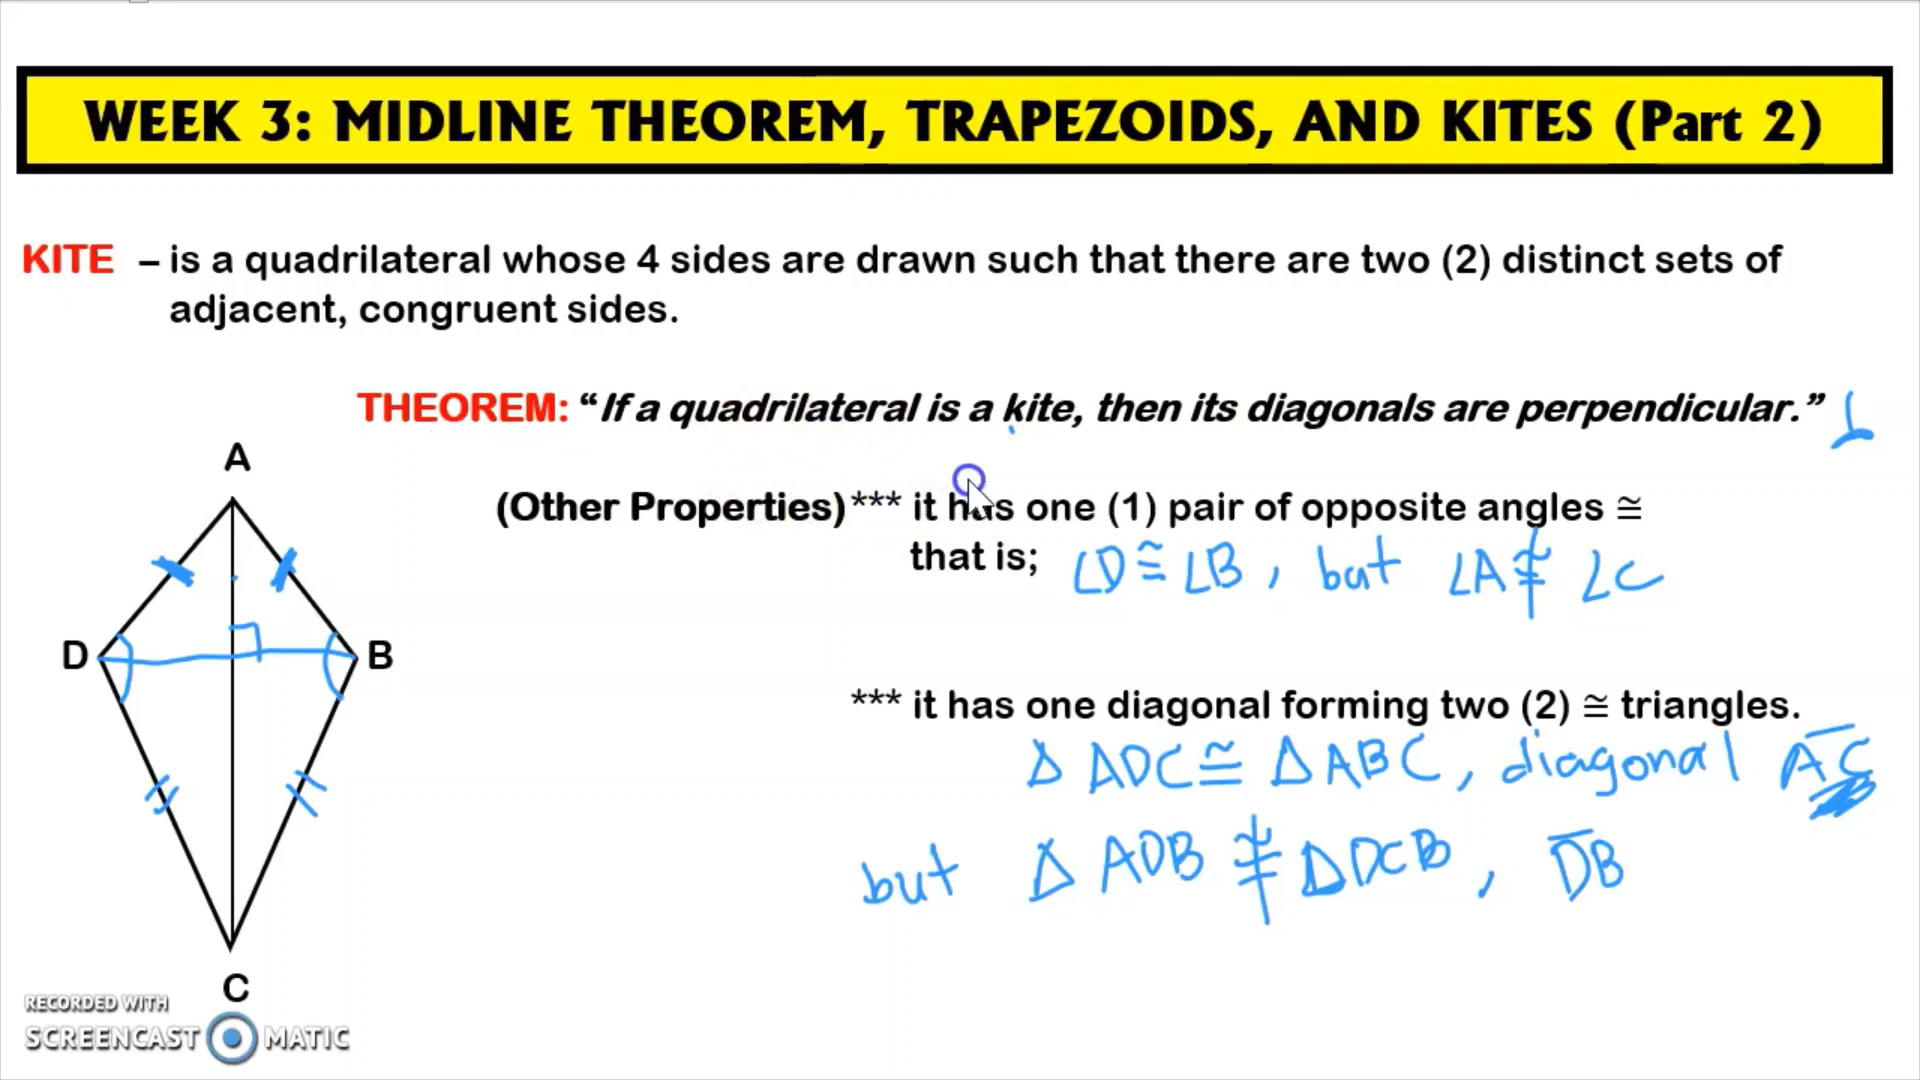 WEEK 3: MIDLINE THEOREM, TRAPEZOIDS, AND KITES (Part 2)
KITE – is a quadrilateral whose 4 sides are drawn such that there are two (2) distinct sets of
adjacent, congruent sides.
THEOREM: “If a quadrilateral is a kite, then its diagonals are perpendicular.” ⊥
(Other Properties) *** it has one (1) pair of opposite angles ≅
that is; ∠D ≅ ∠B, but ∠A ≇ ∠C
*** it has one diagonal forming two (2) ≅ triangles.
Δ ADC ≅ Δ ABC, diagonal A̅C̅
but Δ ADB ≇ Δ DCB, D̅B̅
A
D
B
C
RECORDED WITH
SCREENCAST MATIC